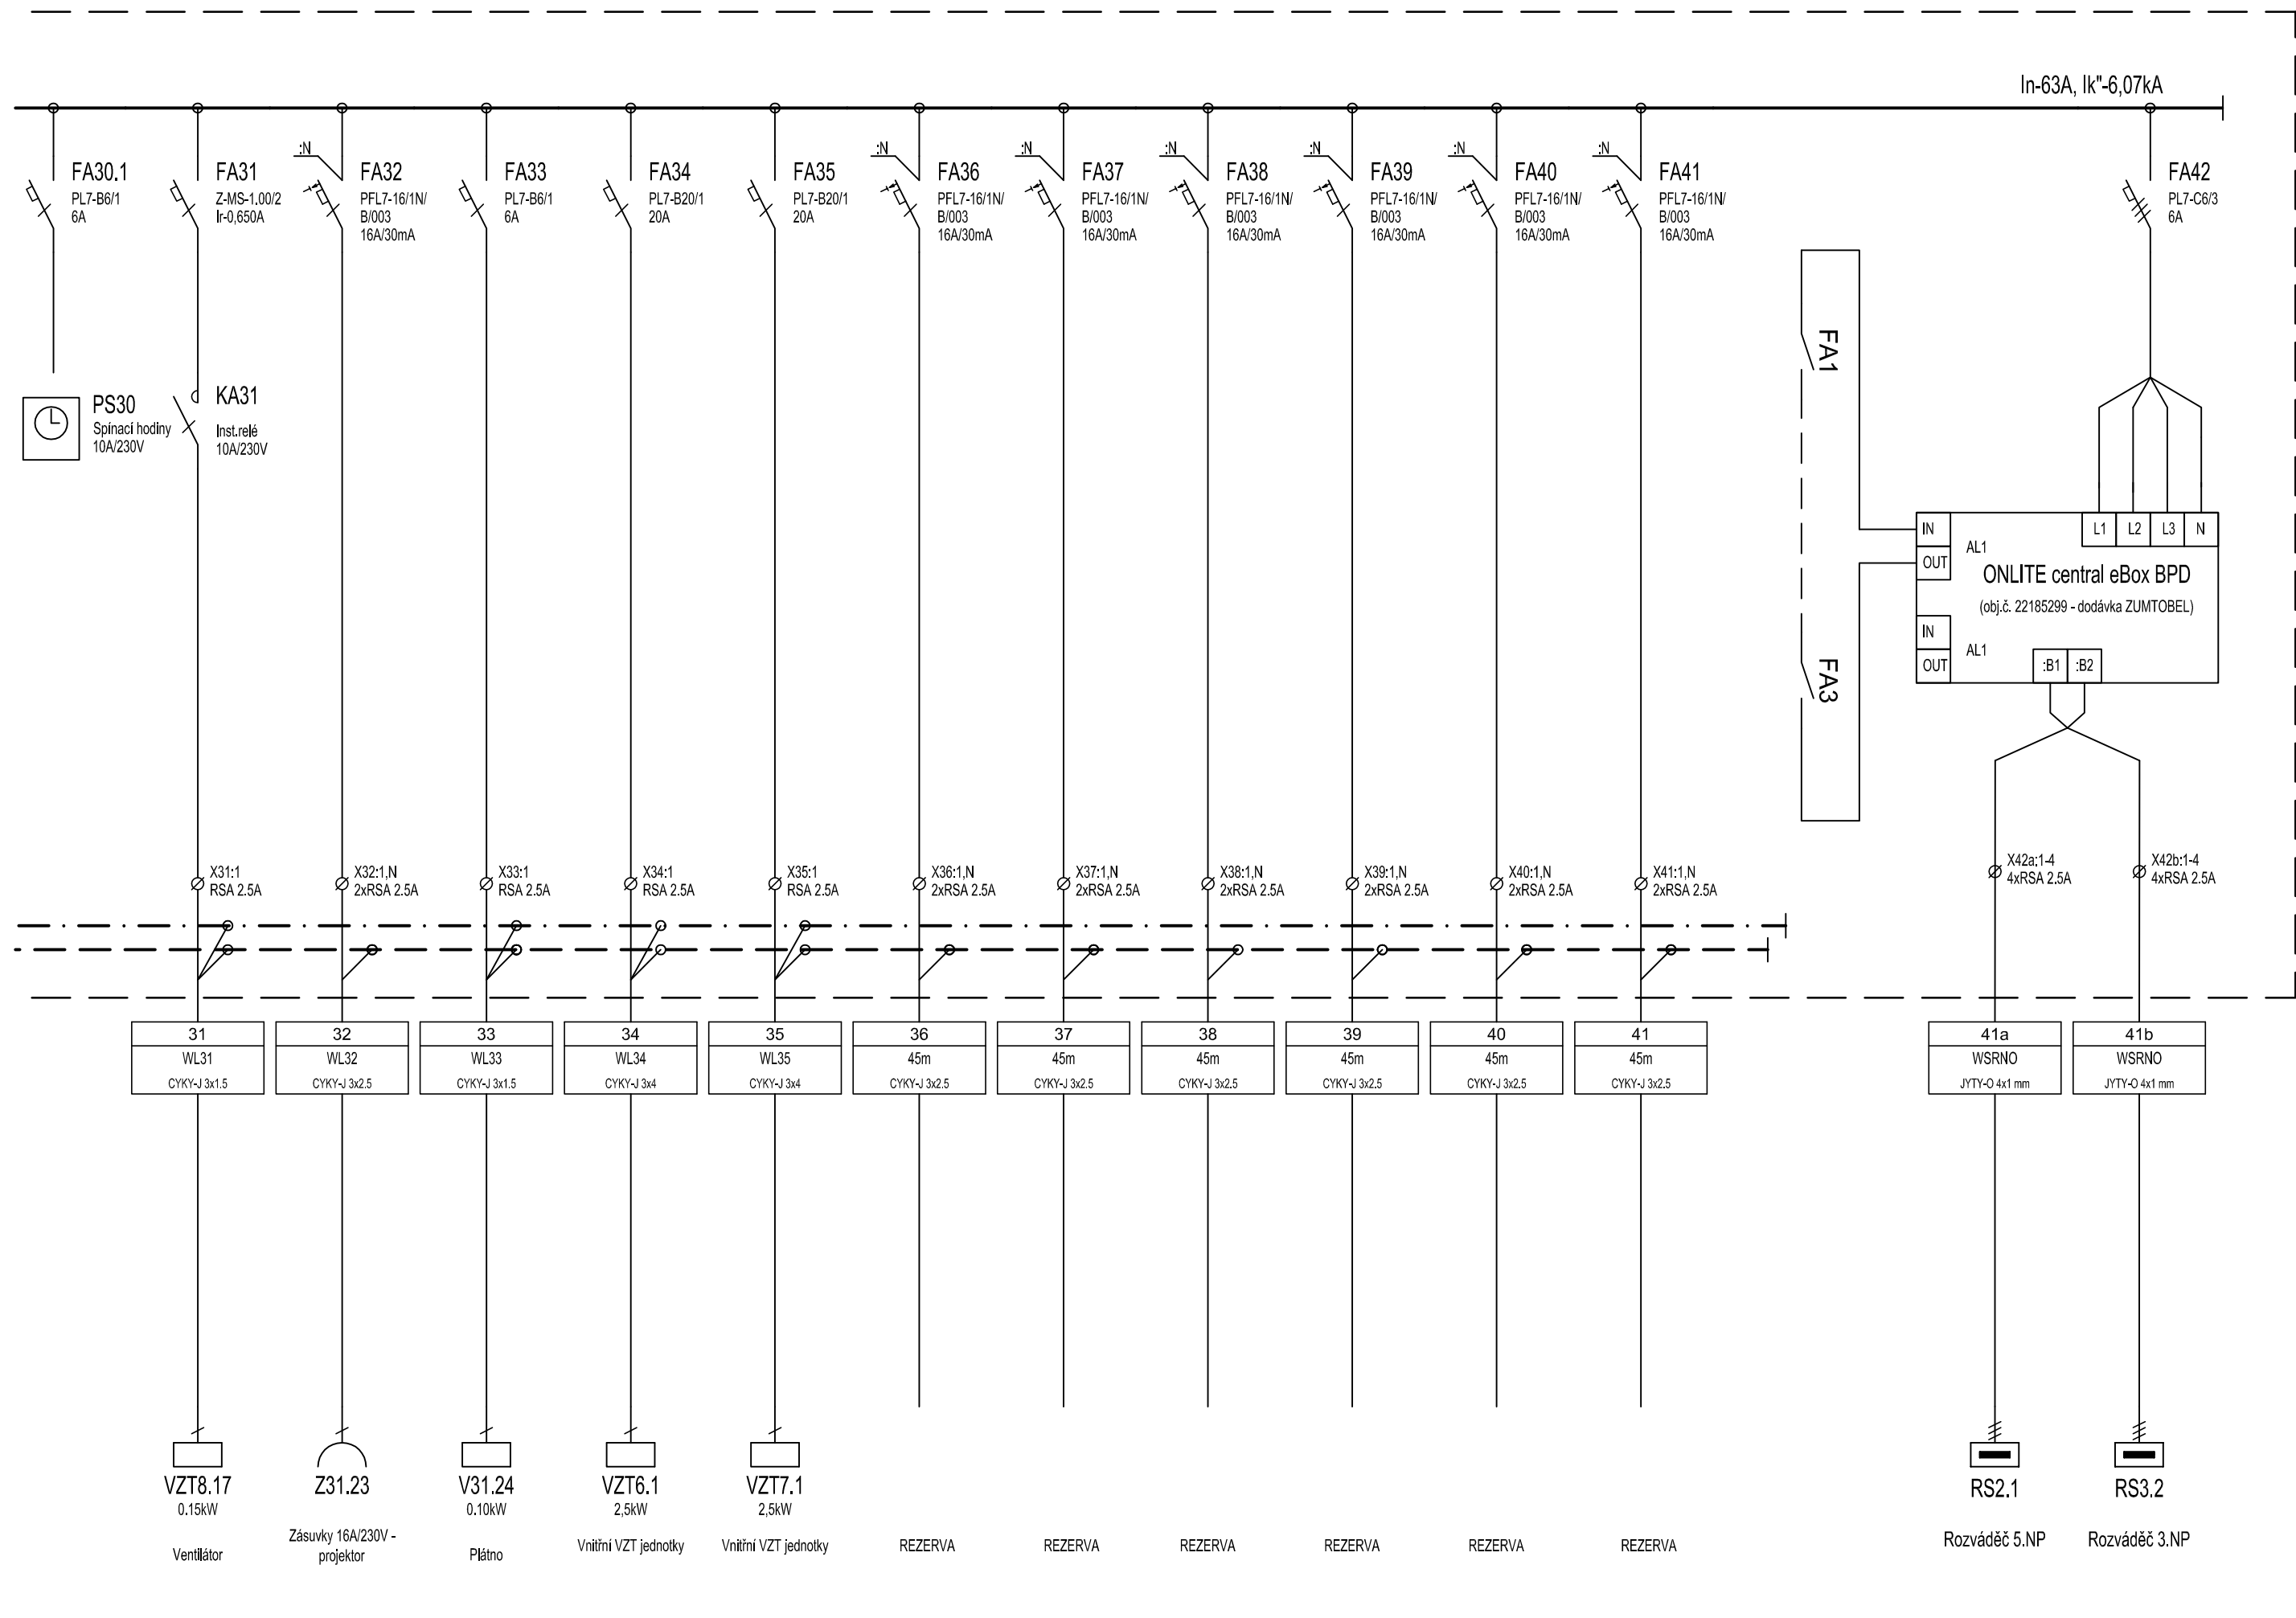 In-63A, Ik"-6,07kA
FA30.1
PL7-B6/1
6A
FA31
Z-MS-1.00/2
Ir-0,650A
:N
FA32
PFL7-16/1N/
B/003
16A/30mA
FA33
PL7-B6/1
6A
FA34
PL7-B20/1
20A
FA35
PL7-B20/1
20A
:N
FA36
PFL7-16/1N/
B/003
16A/30mA
:N
FA37
PFL7-16/1N/
B/003
16A/30mA
:N
FA38
PFL7-16/1N/
B/003
16A/30mA
:N
FA39
PFL7-16/1N/
B/003
16A/30mA
:N
FA40
PFL7-16/1N/
B/003
16A/30mA
:N
FA41
PFL7-16/1N/
B/003
16A/30mA
FA42
PL7-C6/3
6A
PS30
Spínací hodiny
10A/230V
KA31
Inst.relé
10A/230V
FA1
FA3
IN
OUT
AL1
L1
L2
L3
N
ONLITE central eBox BPD
(obj.č. 22185299 - dodávka ZUMTOBEL)
IN
OUT
AL1
:B1
:B2
X31:1
RSA 2.5A
X32:1,N
2xRSA 2.5A
X33:1
RSA 2.5A
X34:1
RSA 2.5A
X35:1
RSA 2.5A
X36:1,N
2xRSA 2.5A
X37:1,N
2xRSA 2.5A
X38:1,N
2xRSA 2.5A
X39:1,N
2xRSA 2.5A
X40:1,N
2xRSA 2.5A
X41:1,N
2xRSA 2.5A
X42a:1-4
4xRSA 2.5A
X42b:1-4
4xRSA 2.5A
31
WL31
CYKY-J 3x1.5
32
WL32
CYKY-J 3x2.5
33
WL33
CYKY-J 3x1.5
34
WL34
CYKY-J 3x4
35
WL35
CYKY-J 3x4
36
45m
CYKY-J 3x2.5
37
45m
CYKY-J 3x2.5
38
45m
CYKY-J 3x2.5
39
45m
CYKY-J 3x2.5
40
45m
CYKY-J 3x2.5
41
45m
CYKY-J 3x2.5
41a
WSRNO
JYTY-O 4x1 mm
41b
WSRNO
JYTY-O 4x1 mm
VZT8.17
0.15kW
Ventilátor
Z31.23
Zásuvky 16A/230V -
projektor
V31.24
0.10kW
Plátno
VZT6.1
2,5kW
Vnitřní VZT jednotky
VZT7.1
2,5kW
Vnitřní VZT jednotky
REZERVA
REZERVA
REZERVA
REZERVA
REZERVA
REZERVA
RS2.1
Rozváděč 5.NP
RS3.2
Rozváděč 3.NP